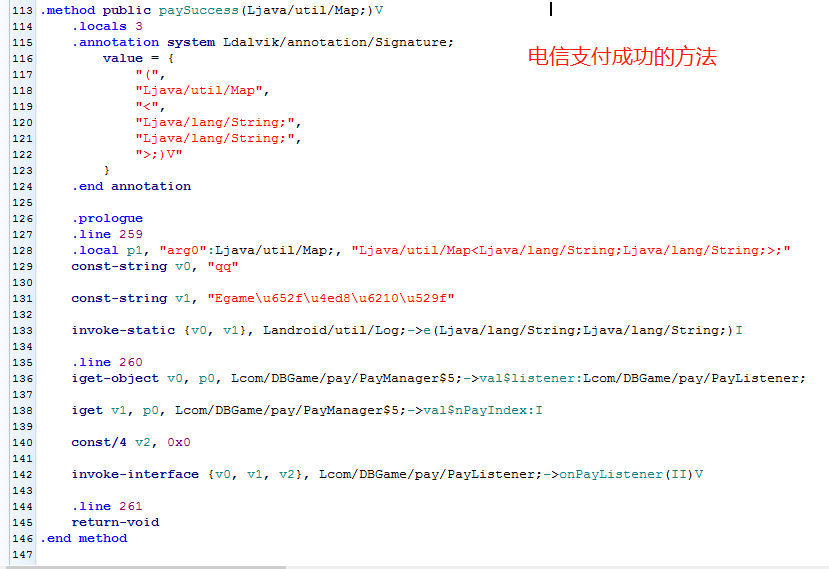 113 .method public paySuccess(Ljava/util/Map;)V
114 .locals 3
115 .annotation system Ldalvik/annotation/Signature;
电信支付成功的方法
116 value = {
117 "(",
118 "Ljava/util/Map",
119 "<",
120 "Ljava/lang/String;",
121 "Ljava/lang/String;",
122 ">;)V"
123 }
124 .end annotation
125
126 .prologue
127 .line 259
128 .local p1, "arg0":Ljava/util/Map;, "Ljava/util/Map<Ljava/lang/String;Ljava/lang/String;>;"
129 const-string v0, "qq"
130
131 const-string v1, "Egame\u652f\u4ed8\u6210\u529f"
132
133 invoke-static {v0, v1}, Landroid/util/Log;->e(Ljava/lang/String;Ljava/lang/String;)I
134
135 .line 260
136 iget-object v0, p0, Lcom/DBGame/pay/PayManager$5;->val$listener:Lcom/DBGame/pay/PayListener;
137
138 iget v1, p0, Lcom/DBGame/pay/PayManager$5;->val$nPayIndex:I
139
140 const/4 v2, 0x0
141
142 invoke-interface {v0, v1, v2}, Lcom/DBGame/pay/PayListener;->onPayListener(II)V
143
144 .line 261
145 return-void
146 .end method
147